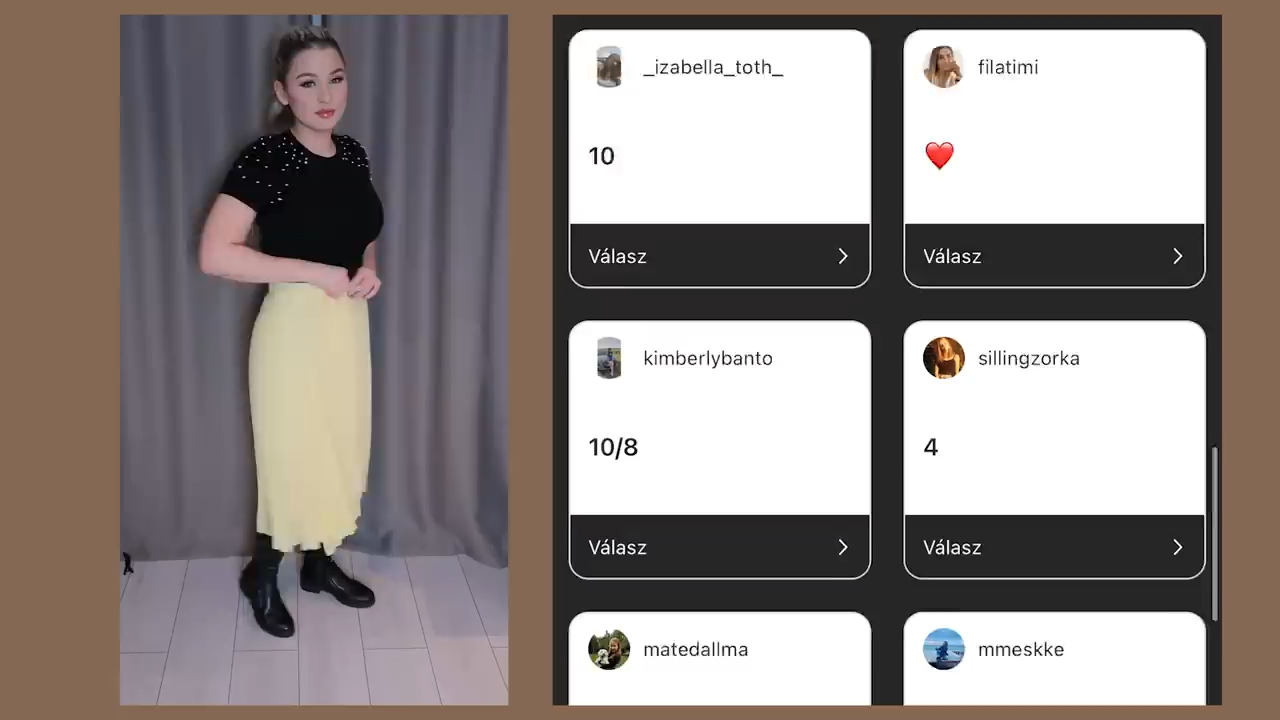 _izabella_toth_
filatimi
10
❤️
Válasz
Válasz
kimberlybanto
sillingzorka
10/8
4
Válasz
Válasz
matedallma
mmeskke